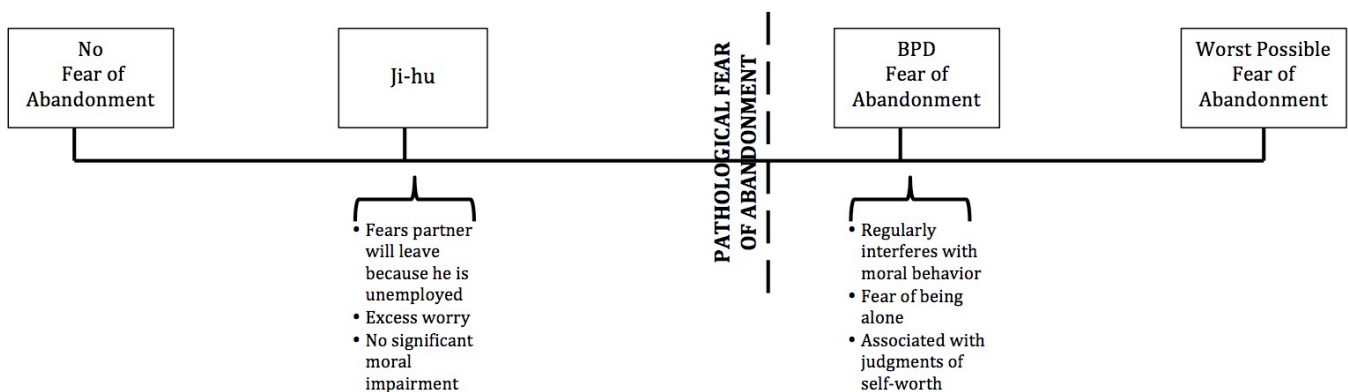 No
Fear of
Abandonment
Ji-hu
PATHOLOGICAL FEAR
OF ABANDONMENT
BPD
Fear of
Abandonment
Worst Possible
Fear of
Abandonment
• Fears partner
will leave
because he is
unemployed
• Excess worry
• No significant
moral
impairment
• Regularly
interferes with
moral behavior
• Fear of being
alone
• Associated with
judgments of
self-worth